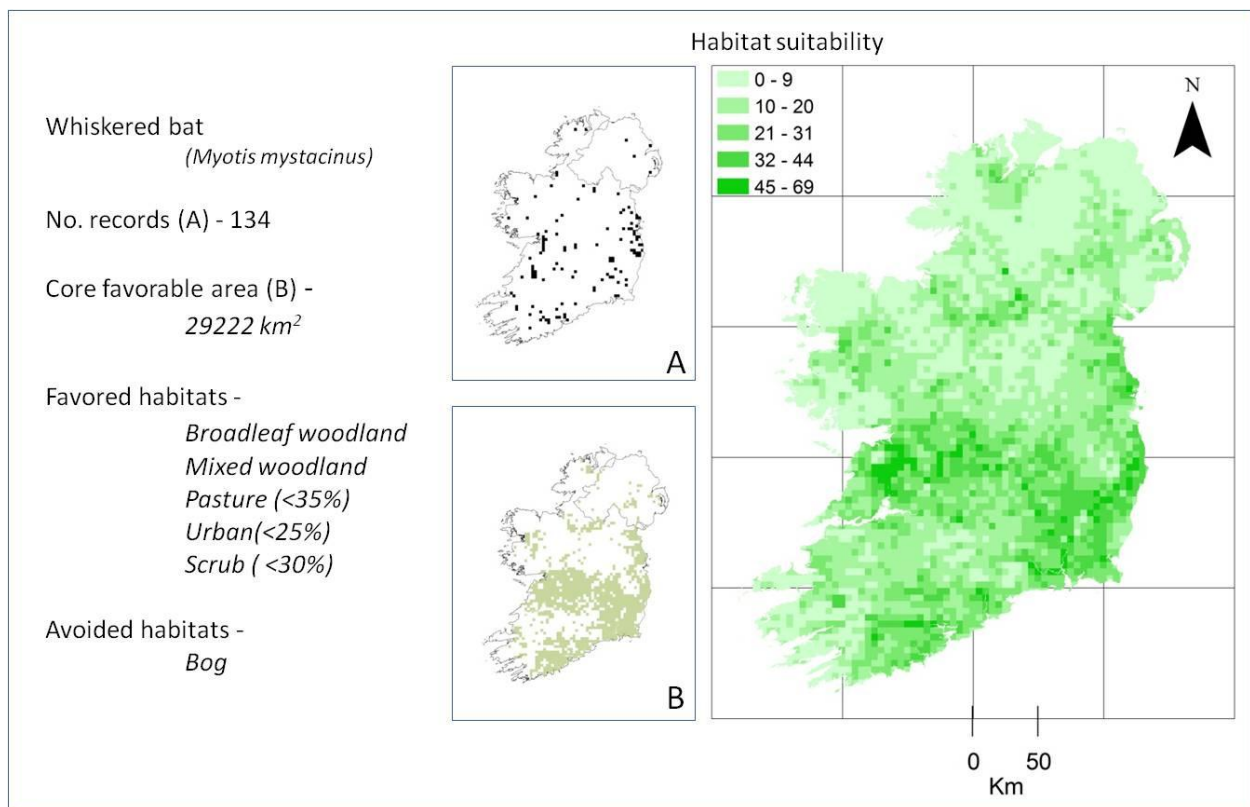 Whiskered bat
(Myotis mystacinus)
No. records (A) - 134
Core favorable area (B) -
29222 km²
Favored habitats -
Broadleaf woodland
Mixed woodland
Pasture (<35%)
Urban(<25%)
Scrub ( <30%)
Avoided habitats -
Bog
A
B
Habitat suitability
0 - 9
10 - 20
21 - 31
32 - 44
45 - 69
N
0 50
Km